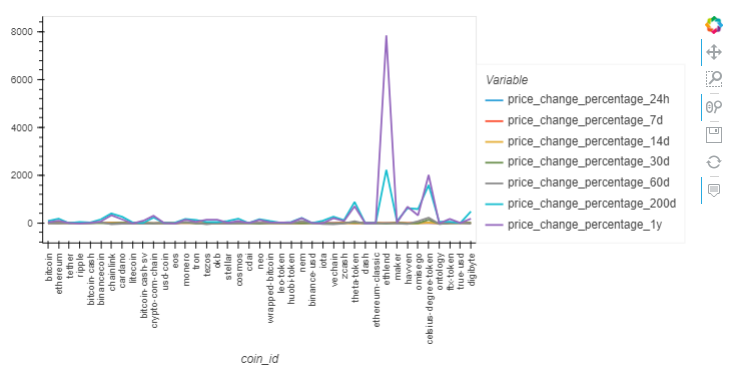 8000
6000
4000
2000
0
bitcoin
ethereum
tether
ripple
bitcoin-cash
binancecoin
chainlink
cardano
litecoin
bitcoin-cash-sv
crypto-com-chain
usd-coin
eos
monero
tron
tezos
okb
stellar
cosmos
cdai
neo
wrapped-bitcoin
leo-token
huobi-token
nem
binance-usd
iota
vechain
zcash
theta-token
dash
ethereum-classic
ethlend
maker
havven
omisego
celsius-degree-token
ontology
ftx-token
true-usd
digibyte
coin_id
Variable
price_change_percentage_24h
price_change_percentage_7d
price_change_percentage_14d
price_change_percentage_30d
price_change_percentage_60d
price_change_percentage_200d
price_change_percentage_1y